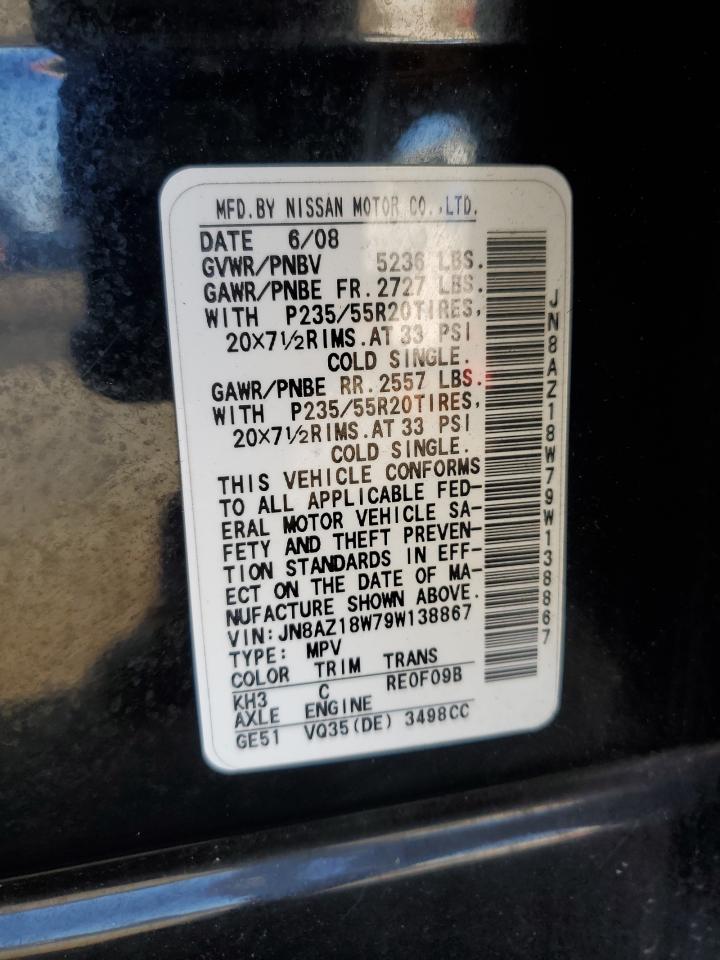 MFD.BY NISSAN MOTOR CO.,LTD.
DATE 6/08
GVWR/PNBV 5236 LBS.
GAWR/PNBE FR.2727 LBS.
WITH P235/55R20TIRES,
20X7½RIMS.AT 33 PSI
COLD SINGLE.
GAWR/PNBE RR.2557 LBS.
WITH P235/55R20TIRES,
20X7½RIMS.AT 33 PSI
COLD SINGLE.
THIS VEHICLE CONFORMS
TO ALL APPLICABLE FED-
ERAL MOTOR VEHICLE SA-
FETY AND THEFT PREVEN-
TION STANDARDS IN EFF-
ECT ON THE DATE OF MA-
NUFACTURE SHOWN ABOVE.
VIN:JN8AZ18W79W138867
TYPE: MPV
COLOR TRIM TRANS
KH3 C RE0F09B
AXLE ENGINE
GE51 VQ35(DE) 3498CC
JN8AZ18W79W138867